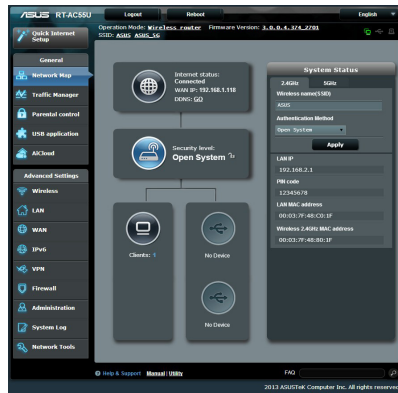 ASUS RT-AC55U
Logout
Reboot
English
Quick Internet
Setup
Operation Mode: Wireless router Firmware Version: 3.0.0.4.374_2701
SSID: ASUS ASUS_5G
General
Network Map
Traffic Manager
Parental control
USB application
AiCloud
Advanced Settings
Wireless
LAN
WAN
IPv6
VPN
Firewall
Administration
System Log
Network Tools
Internet status:
Connected
WAN IP: 192.168.1.118
DDNS: GO
Security level:
Open System
Clients: 1
No Device
No Device
System Status
2.4GHz 5GHz
Wireless name(SSID)
ASUS
Authentication Method
Open System
Apply
LAN IP
192.168.2.1
PIN code
12345678
LAN MAC address
00:03:7F:48:C0:1F
Wireless 2.4GHz MAC address
00:03:7F:48:80:1F
Help & Support Manual | Utility
FAQ
2013 ASUSTeK Computer Inc. All rights reserved